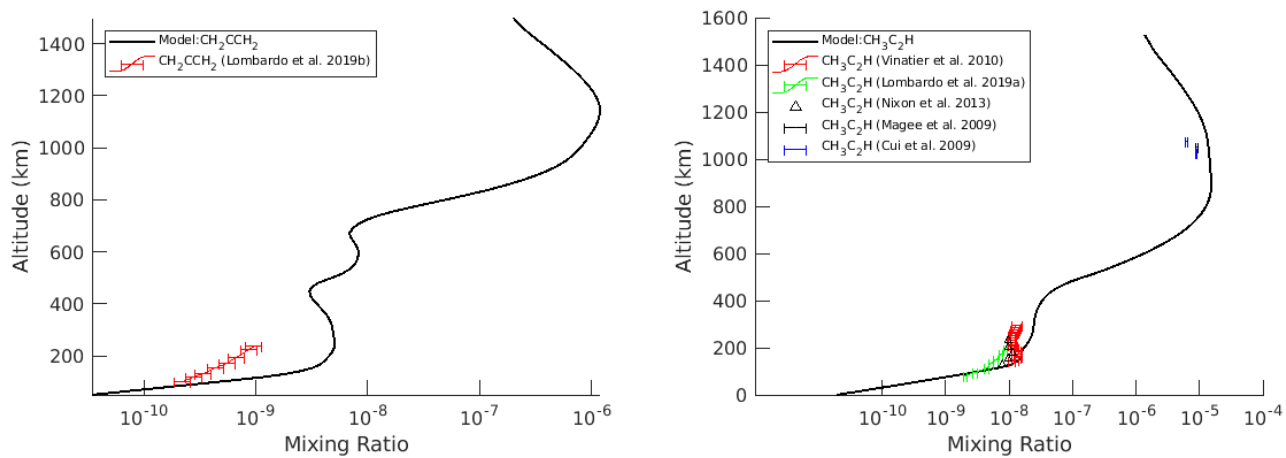 1400
1200
1000
800
600
400
200
Altitude (km)
Model:CH₂CCH₂
CH₂CCH₂ (Lombardo et al. 2019b)
10⁻¹⁰ 10⁻⁹ 10⁻⁸ 10⁻⁷ 10⁻⁶
Mixing Ratio
1600
1400
1200
1000
800
600
400
200
0
Altitude (km)
Model:CH₃C₂H
CH₃C₂H (Vinatier et al. 2010)
CH₃C₂H (Lombardo et al. 2019a)
CH₃C₂H (Nixon et al. 2013)
CH₃C₂H (Magee et al. 2009)
CH₃C₂H (Cui et al. 2009)
10⁻¹⁰ 10⁻⁹ 10⁻⁸ 10⁻⁷ 10⁻⁶ 10⁻⁵ 10⁻⁴
Mixing Ratio